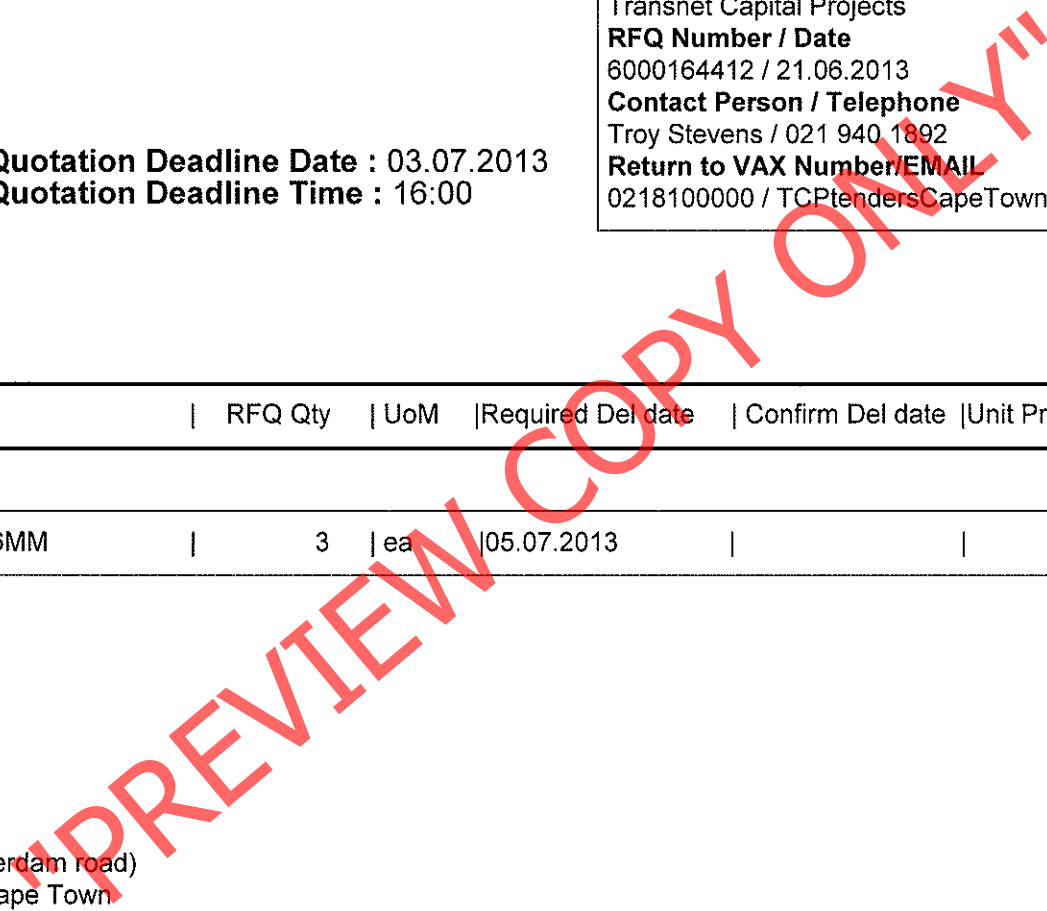 Transnet Capital Projects
RFQ Number / Date
6000164412 / 21.06.2013
Contact Person / Telephone
Troy Stevens / 021 940 1892
Return to VAX Number/EMAIL
0218100000 / TCPtendersCapeTown
Quotation Deadline Date : 03.07.2013
Quotation Deadline Time : 16:00
| RFQ Qty | UoM |Required Del date | Confirm Del date |Unit Pr
6MM | 3 | ea |05.07.2013 | |
erdam road)
ape Town
"PREVIEW COPY ONLY"